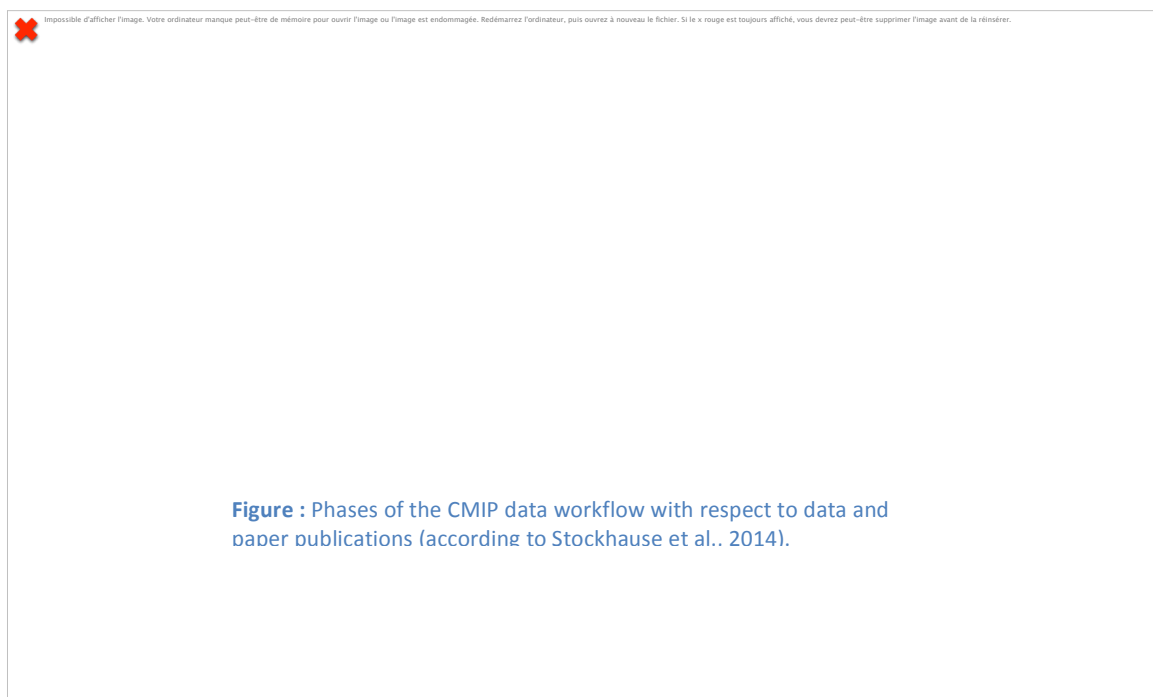 Impossible d'afficher l'image. Votre ordinateur manque peut-être de mémoire pour ouvrir l'image ou l'image est endommagée. Redémarrez l'ordinateur, puis ouvrez à nouveau le fichier. Si le x rouge est toujours affiché, vous devrez peut-être supprimer l'image avant de la réinsérer.
Figure : Phases of the CMIP data workflow with respect to data and
paper publications (according to Stockhause et al., 2014).